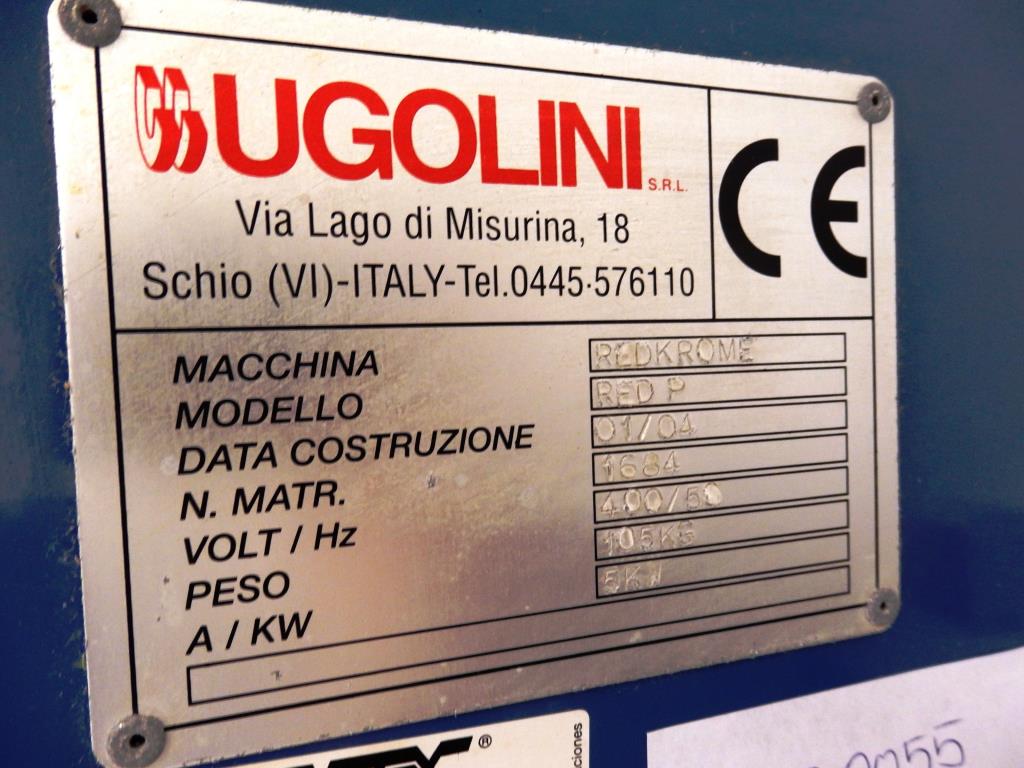 UGOLINI S.R.L.
Via Lago di Misurina, 18
Schio (VI)-ITALY-Tel.0445·576110
CE
MACCHINA REDKROME
MODELLO RED P
DATA COSTRUZIONE 01/04
N. MATR. 1684
VOLT / Hz 400/50
PESO 105KG
A / KW 5KW
®